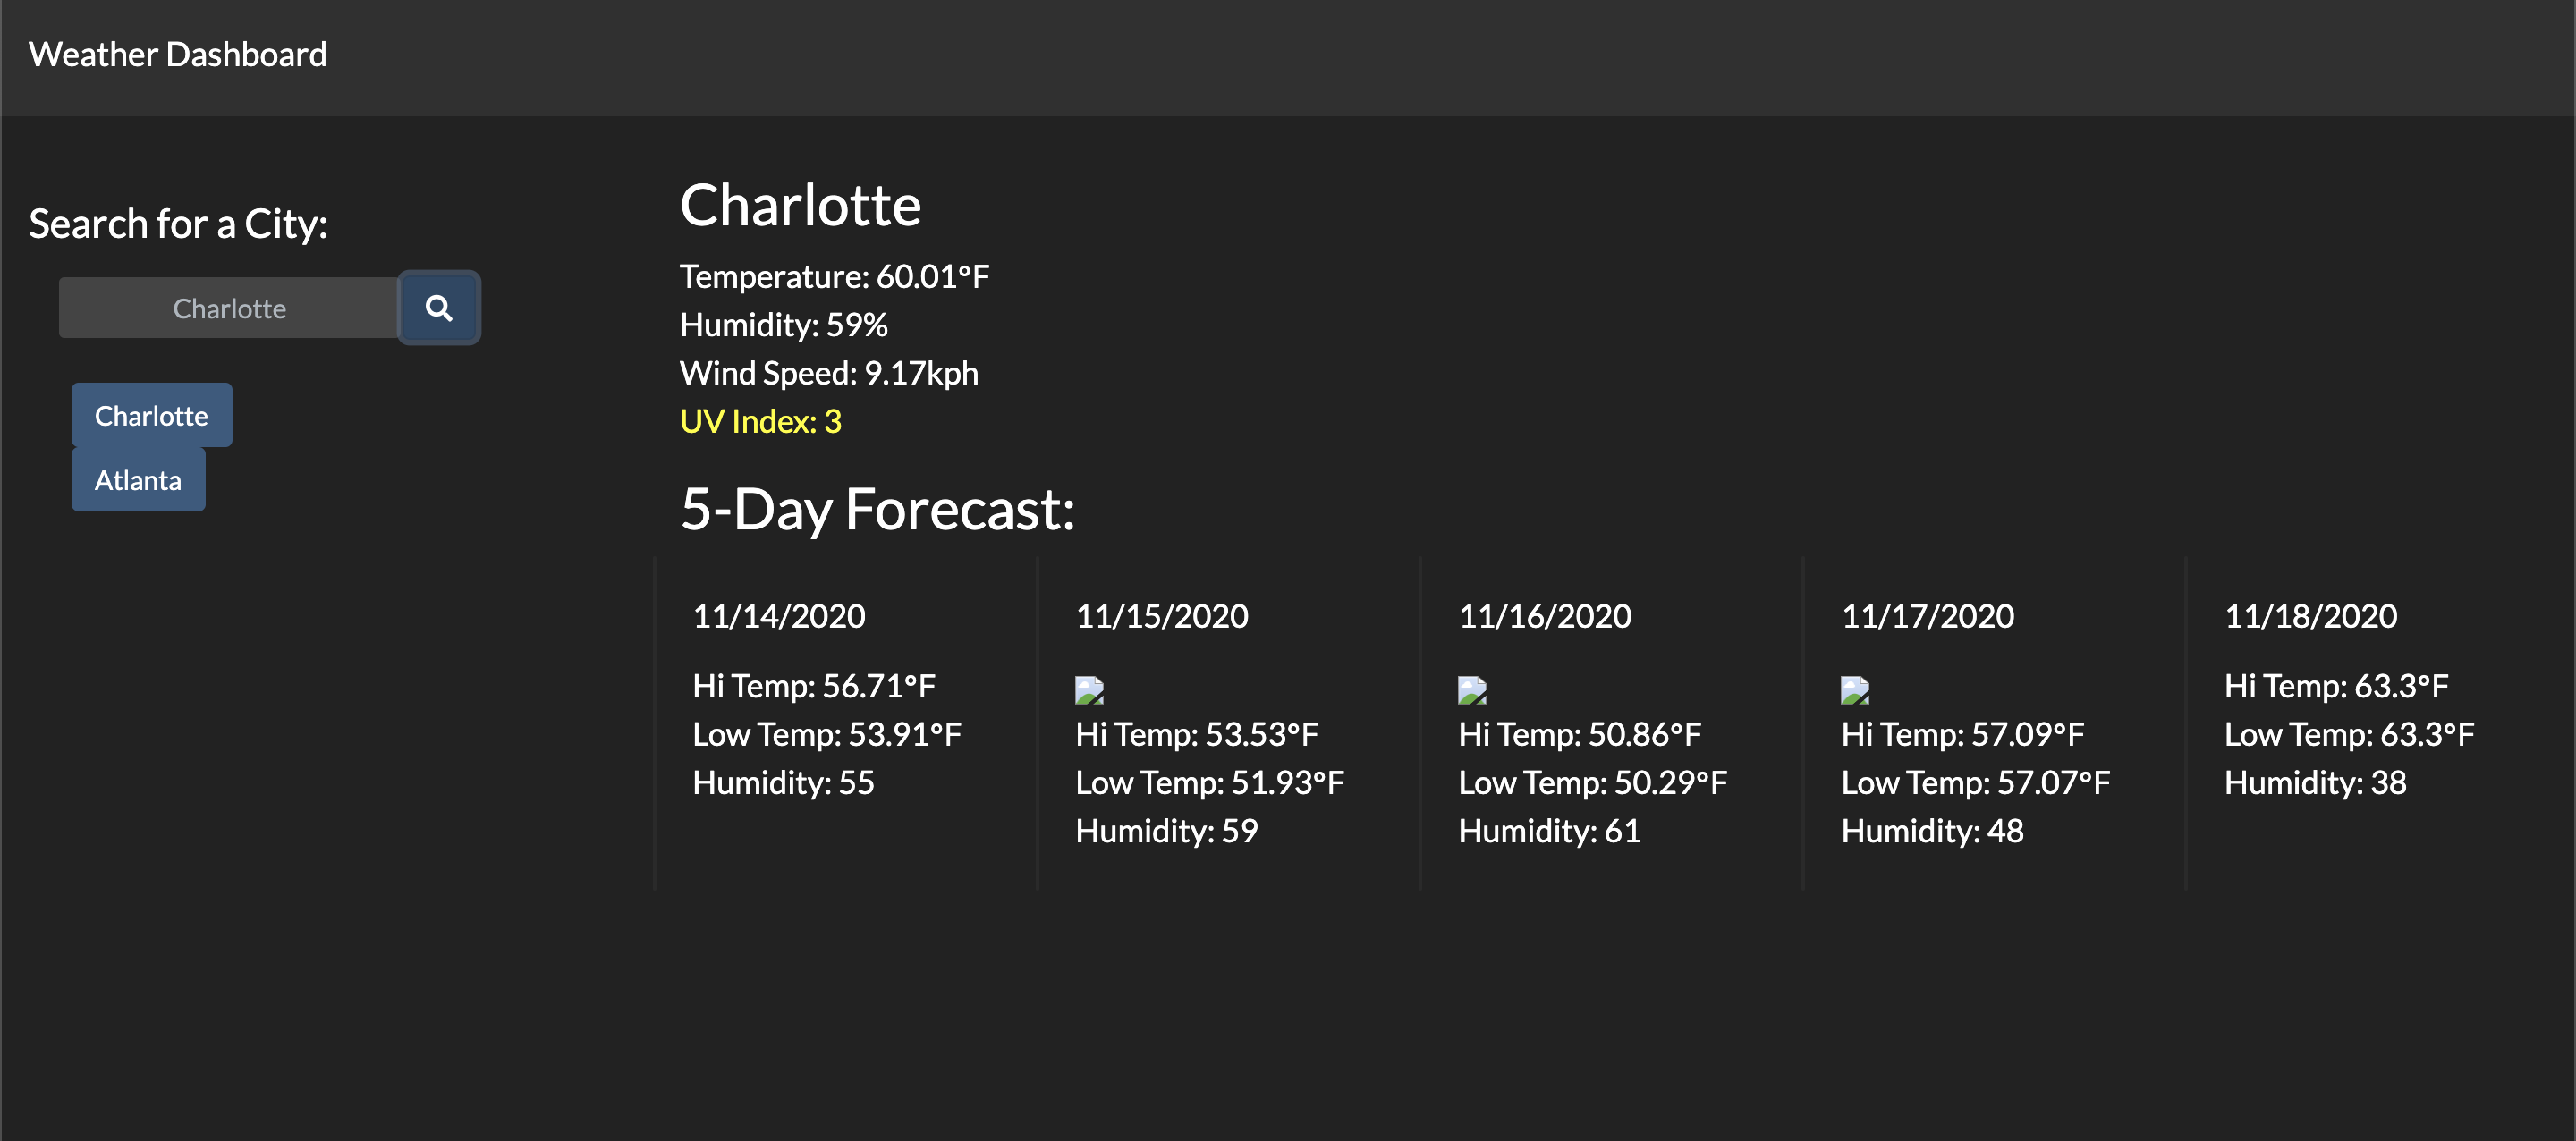 Weather Dashboard
Search for a City:
Charlotte
Charlotte
Atlanta
Charlotte
Temperature: 60.01°F
Humidity: 59%
Wind Speed: 9.17kph
UV Index: 3
5-Day Forecast:
11/14/2020
Hi Temp: 56.71°F
Low Temp: 53.91°F
Humidity: 55
11/15/2020
Hi Temp: 53.53°F
Low Temp: 51.93°F
Humidity: 59
11/16/2020
Hi Temp: 50.86°F
Low Temp: 50.29°F
Humidity: 61
11/17/2020
Hi Temp: 57.09°F
Low Temp: 57.07°F
Humidity: 48
11/18/2020
Hi Temp: 63.3°F
Low Temp: 63.3°F
Humidity: 38